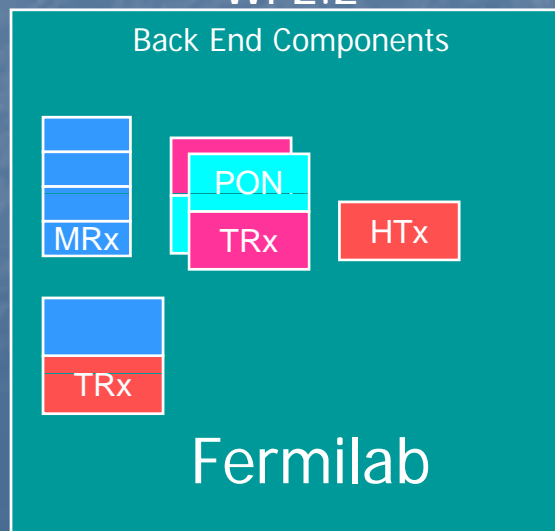 Back End Components
PON
MRx
TRx
HTx
TRx
Fermilab